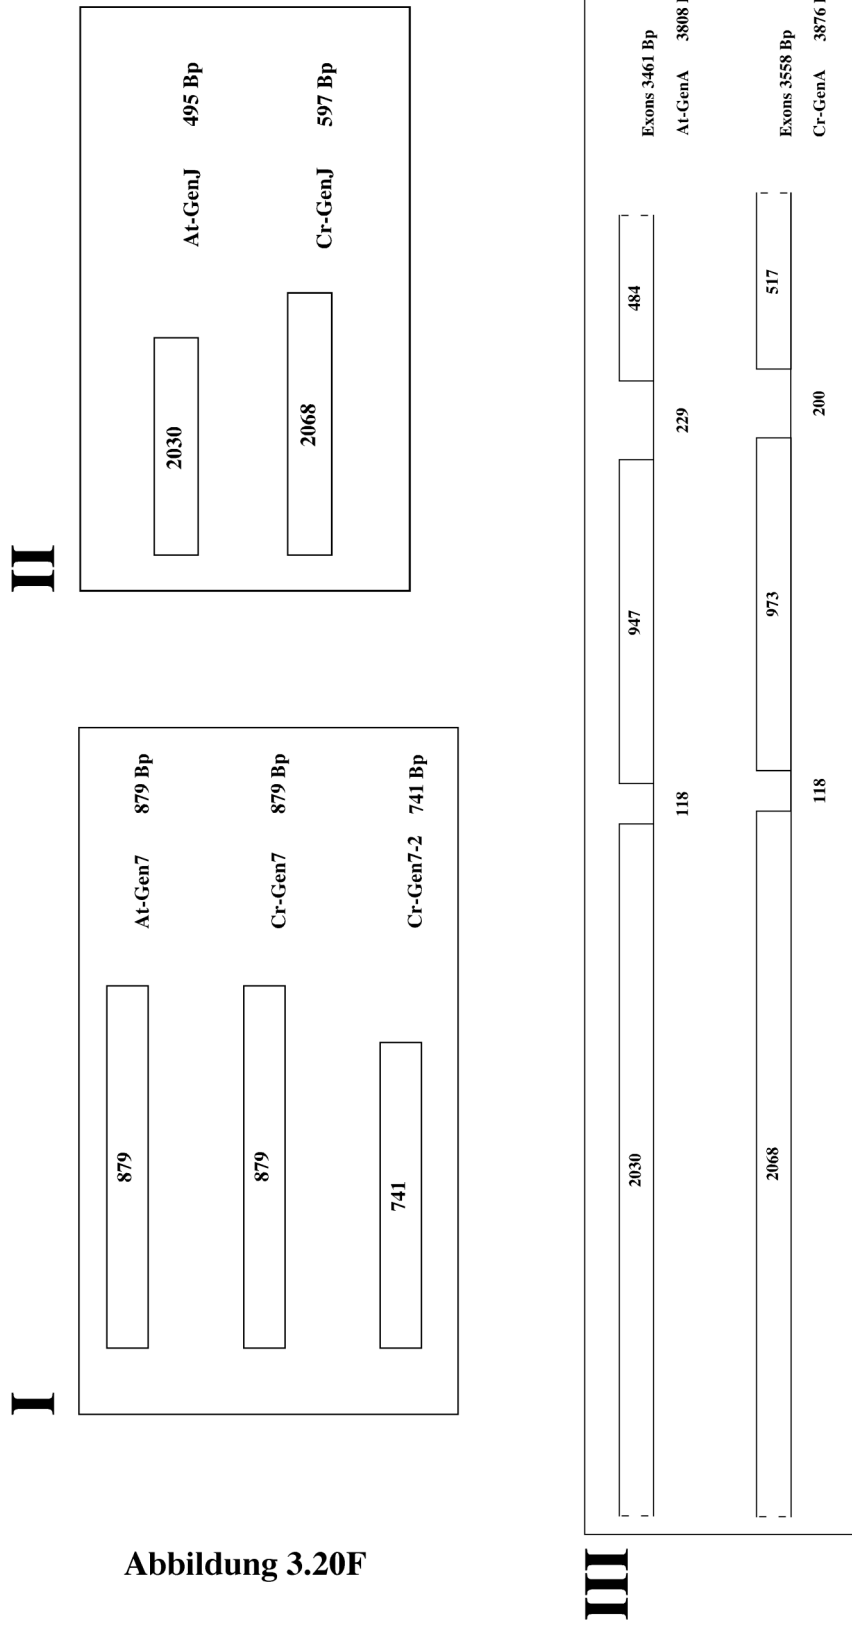 Abbildung 3.20F
I
879
At-Gen7 879 Bp
879
Cr-Gen7 879 Bp
741
Cr-Gen7-2 741 Bp
II
2030
At-GenJ 495 Bp
2068
Cr-GenJ 597 Bp
III
2030 947 484 Exons 3461 Bp
118 229 At-GenA 3808
2068 973 517 Exons 3558 Bp
118 200 Cr-GenA 3876